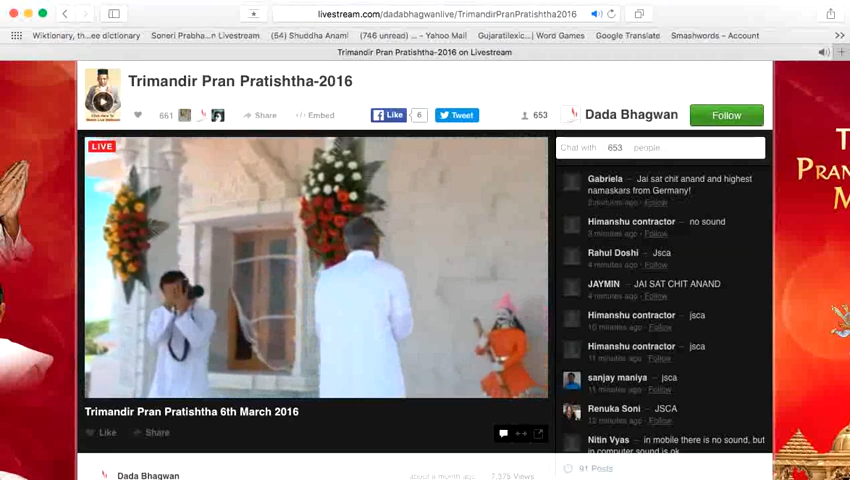 livestream.com/dadabhagwanlive/TrimandirPranPratishtha2016
Wiktionary, th...ee dictionary
Soneri Prabha...n Livestream
(54) Shuddha Anami
(746 unread) ... - Yahoo Mail
Gujaratilexic...| Word Games
Google Translate
Smashwords – Account
Trimandir Pran Pratishtha-2016 on Livestream
Trimandir Pran Pratishtha-2016
661
Share
Embed
Like
6
Tweet
653
Dada Bhagwan
Follow
LIVE
Chat with 653 people
Gabriela – Jai sat chit anand and highest
namaskars from Germany!
2 minutes ago · Follow
Himanshu contractor – no sound
3 minutes ago · Follow
Rahul Doshi – Jsca
4 minutes ago · Follow
JAYMIN – JAI SAT CHIT ANAND
4 minutes ago · Follow
Himanshu contractor – jsca
10 minutes ago · Follow
Himanshu contractor – jsca
11 minutes ago · Follow
sanjay maniya – jsca
11 minutes ago · Follow
Renuka Soni – JSCA
12 minutes ago · Follow
Nitin Vyas – in mobile there is no sound, but
in computer sound is ok
91 Posts
Trimandir Pran Pratishtha 6th March 2016
Like
Share
Dada Bhagwan
about a month ago
7,375 Views
T
PRAN
M